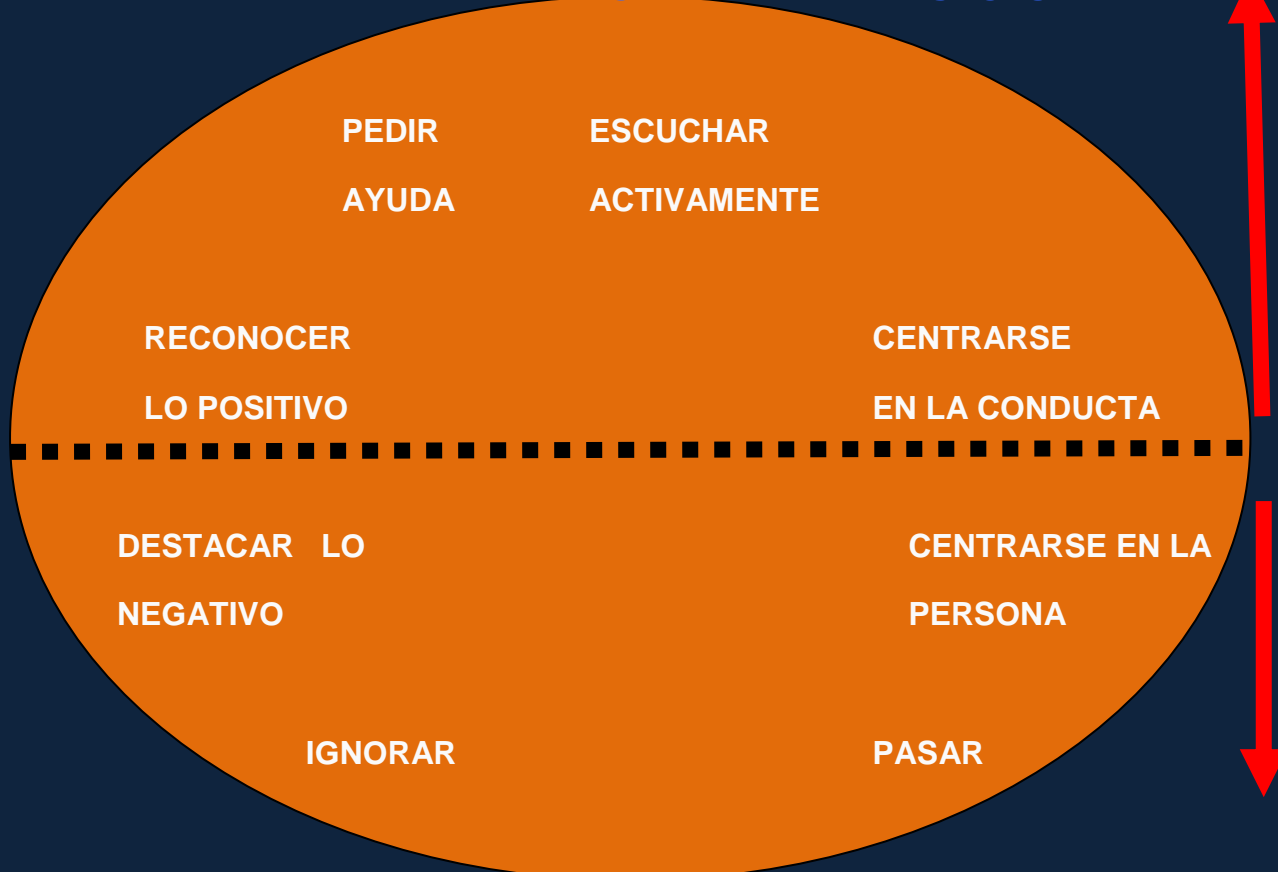 PEDIR ESCUCHAR
AYUDA ACTIVAMENTE
RECONOCER CENTRARSE
LO POSITIVO EN LA CONDUCTA
DESTACAR LO CENTRARSE EN LA
NEGATIVO PERSONA
IGNORAR PASAR